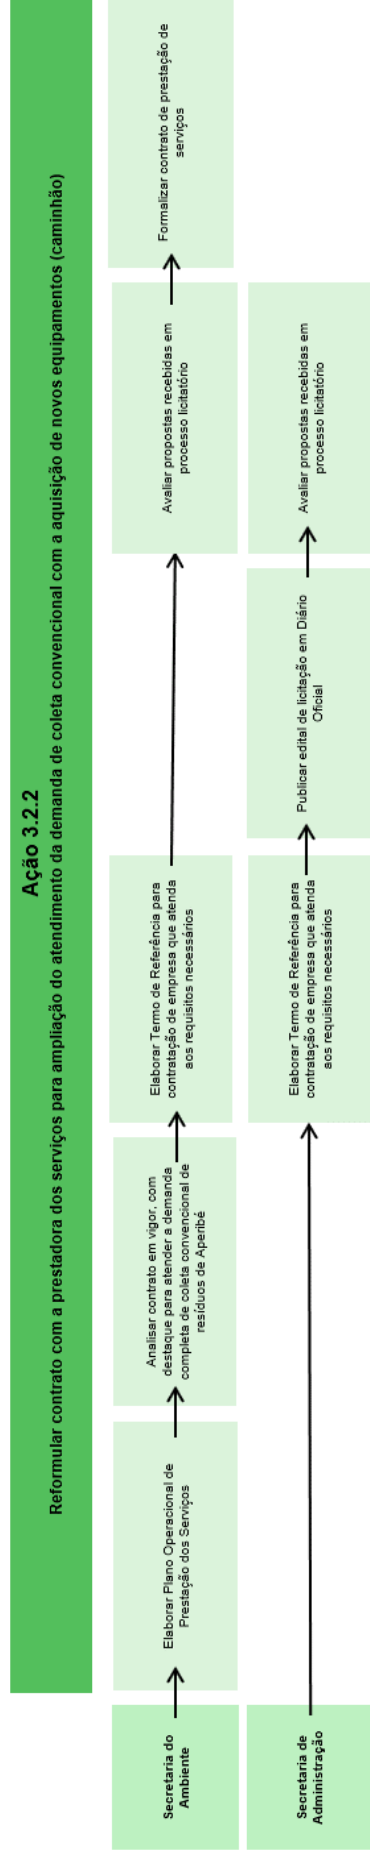 Ação 3.2.2
Reformular contrato com a prestadora dos serviços para ampliação do atendimento da demanda de coleta convencional com a aquisição de novos equipamentos (caminhão)
Secretaria do
Ambiente
Elaborar Plano Operacional de
Prestação dos Serviços
Analisar contrato em vigor, com
destaque para atender a demanda
completa de coleta convencional de
resíduos de Aperibé
Elaborar Termo de Referência para
contratação de empresa que atenda
aos requisitos necessários
Avaliar propostas recebidas em
processo licitatório
Formalizar contrato de prestação de
serviços
Secretaria de
Administração
Elaborar Termo de Referência para
contratação de empresa que atenda
aos requisitos necessários
Publicar edital de licitação em Diário
Oficial
Avaliar propostas recebidas em
processo licitatório